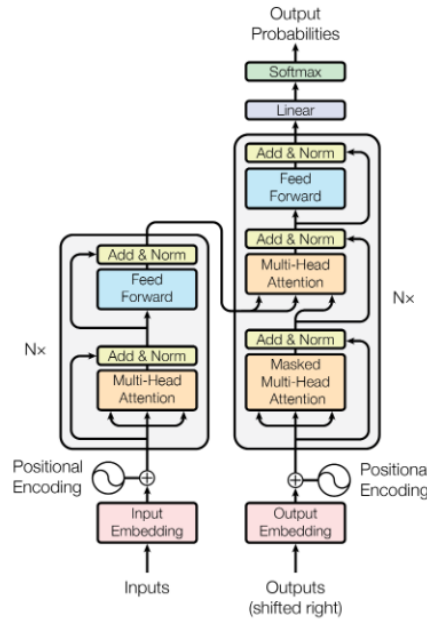 Output
Probabilities
Softmax
Linear
Add & Norm
Feed
Forward
Add & Norm
Multi-Head
Attention
Add & Norm
Masked
Multi-Head
Attention
Nx
Add & Norm
Feed
Forward
Nx
Add & Norm
Multi-Head
Attention
Positional
Encoding
Positional
Encoding
Input
Embedding
Output
Embedding
Inputs
Outputs
(shifted right)